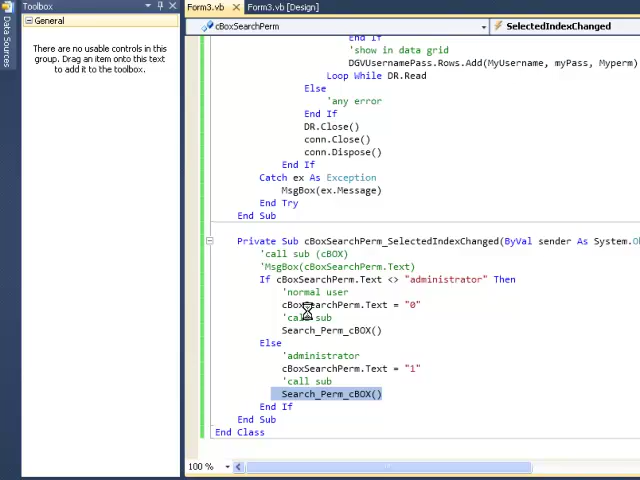 Toolbox
Form3.vb
Form3.vb [Design]
General
cBoxSearchPerm
SelectedIndexChanged
Data Sources
There are no usable controls in this
group. Drag an item onto this text
to add it to the toolbox.
End If
'show in data grid
DGVUsernamePass.Rows.Add(MyUsername, myPass, Myperm)
Loop While DR.Read
Else
'any error
End If
DR.Close()
conn.Close()
conn.Dispose()
End If
Catch ex As Exception
MsgBox(ex.Message)
End Try
End Sub
Private Sub cBoxSearchPerm_SelectedIndexChanged(ByVal sender As System.Ob
'call sub (cBOX)
'MsgBox(cBoxSearchPerm.Text)
If cBoxSearchPerm.Text <> "administrator" Then
'normal user
cBoxSearchPerm.Text = "0"
'call sub
Search_Perm_cBOX()
Else
'administrator
cBoxSearchPerm.Text = "1"
'call sub
Search_Perm_cBOX()
End If
End Sub
End Class
100 %